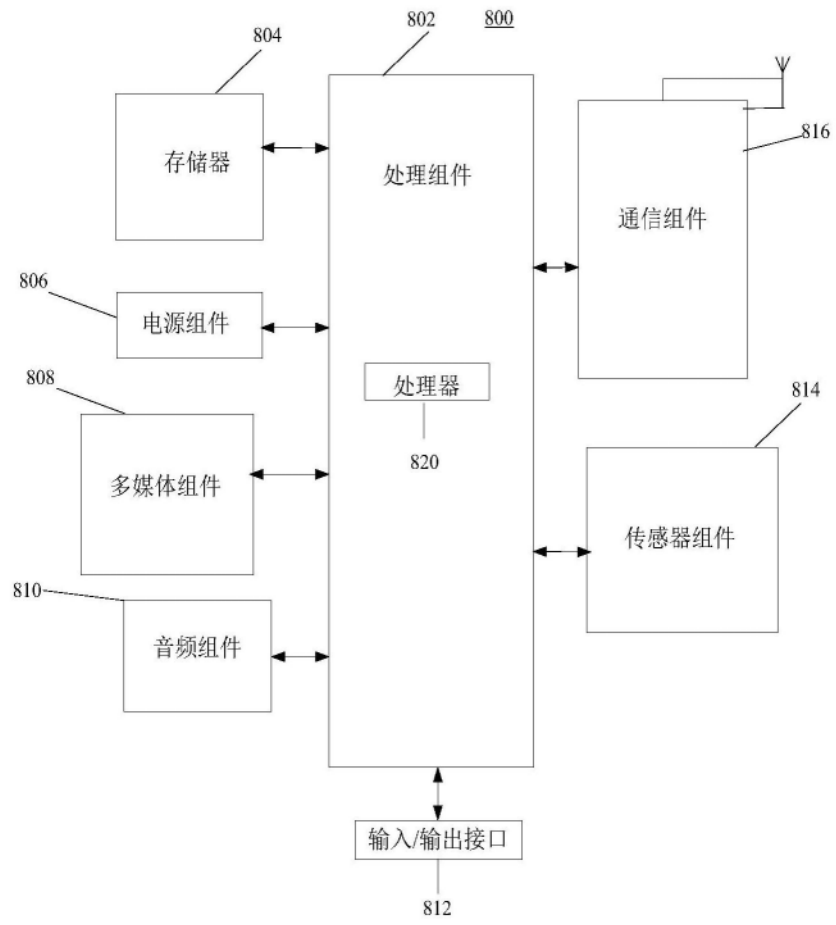 802
800
804
存储器
处理组件
816
通信组件
806
电源组件
处理器
820
808
多媒体组件
814
传感器组件
810
音频组件
输入/输出接口
812